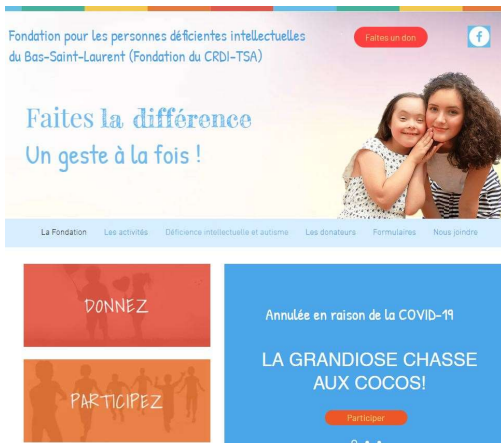 Fondation pour les personnes déficientes intellectuelles
du Bas-Saint-Laurent (Fondation du CRDI-TSA)
Faites un don
f
Faites la différence
Un geste à la fois !
La Fondation Les activités Déficience intellectuelle et autisme Les donateurs Formulaires Nous joindre
DONNEZ
PARTICIPEZ
Annulée en raison de la COVID-19
LA GRANDIOSE CHASSE
AUX COCOS!
Participer